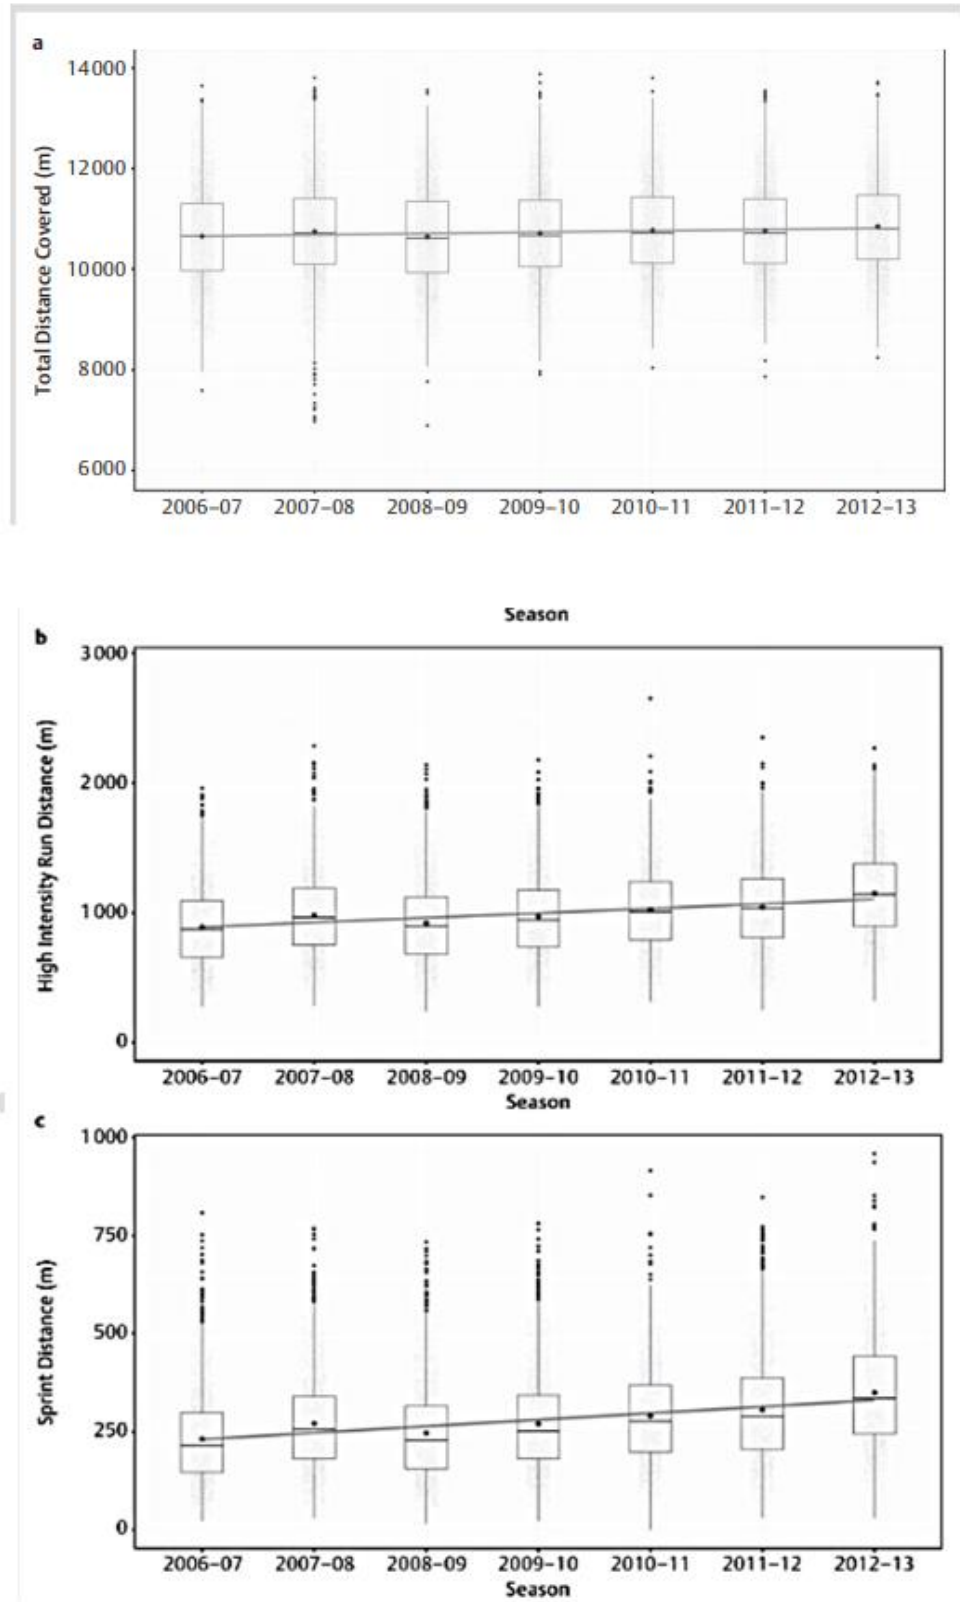 a
Total Distance Covered (m)
14000
12000
10000
8000
6000
2006–07 2007–08 2008–09 2009–10 2010–11 2011–12 2012–13
Season
b
High Intensity Run Distance (m)
3000
2000
1000
0
2006–07 2007–08 2008–09 2009–10 2010–11 2011–12 2012–13
Season
c
Sprint Distance (m)
1000
750
500
250
0
2006–07 2007–08 2008–09 2009–10 2010–11 2011–12 2012–13
Season